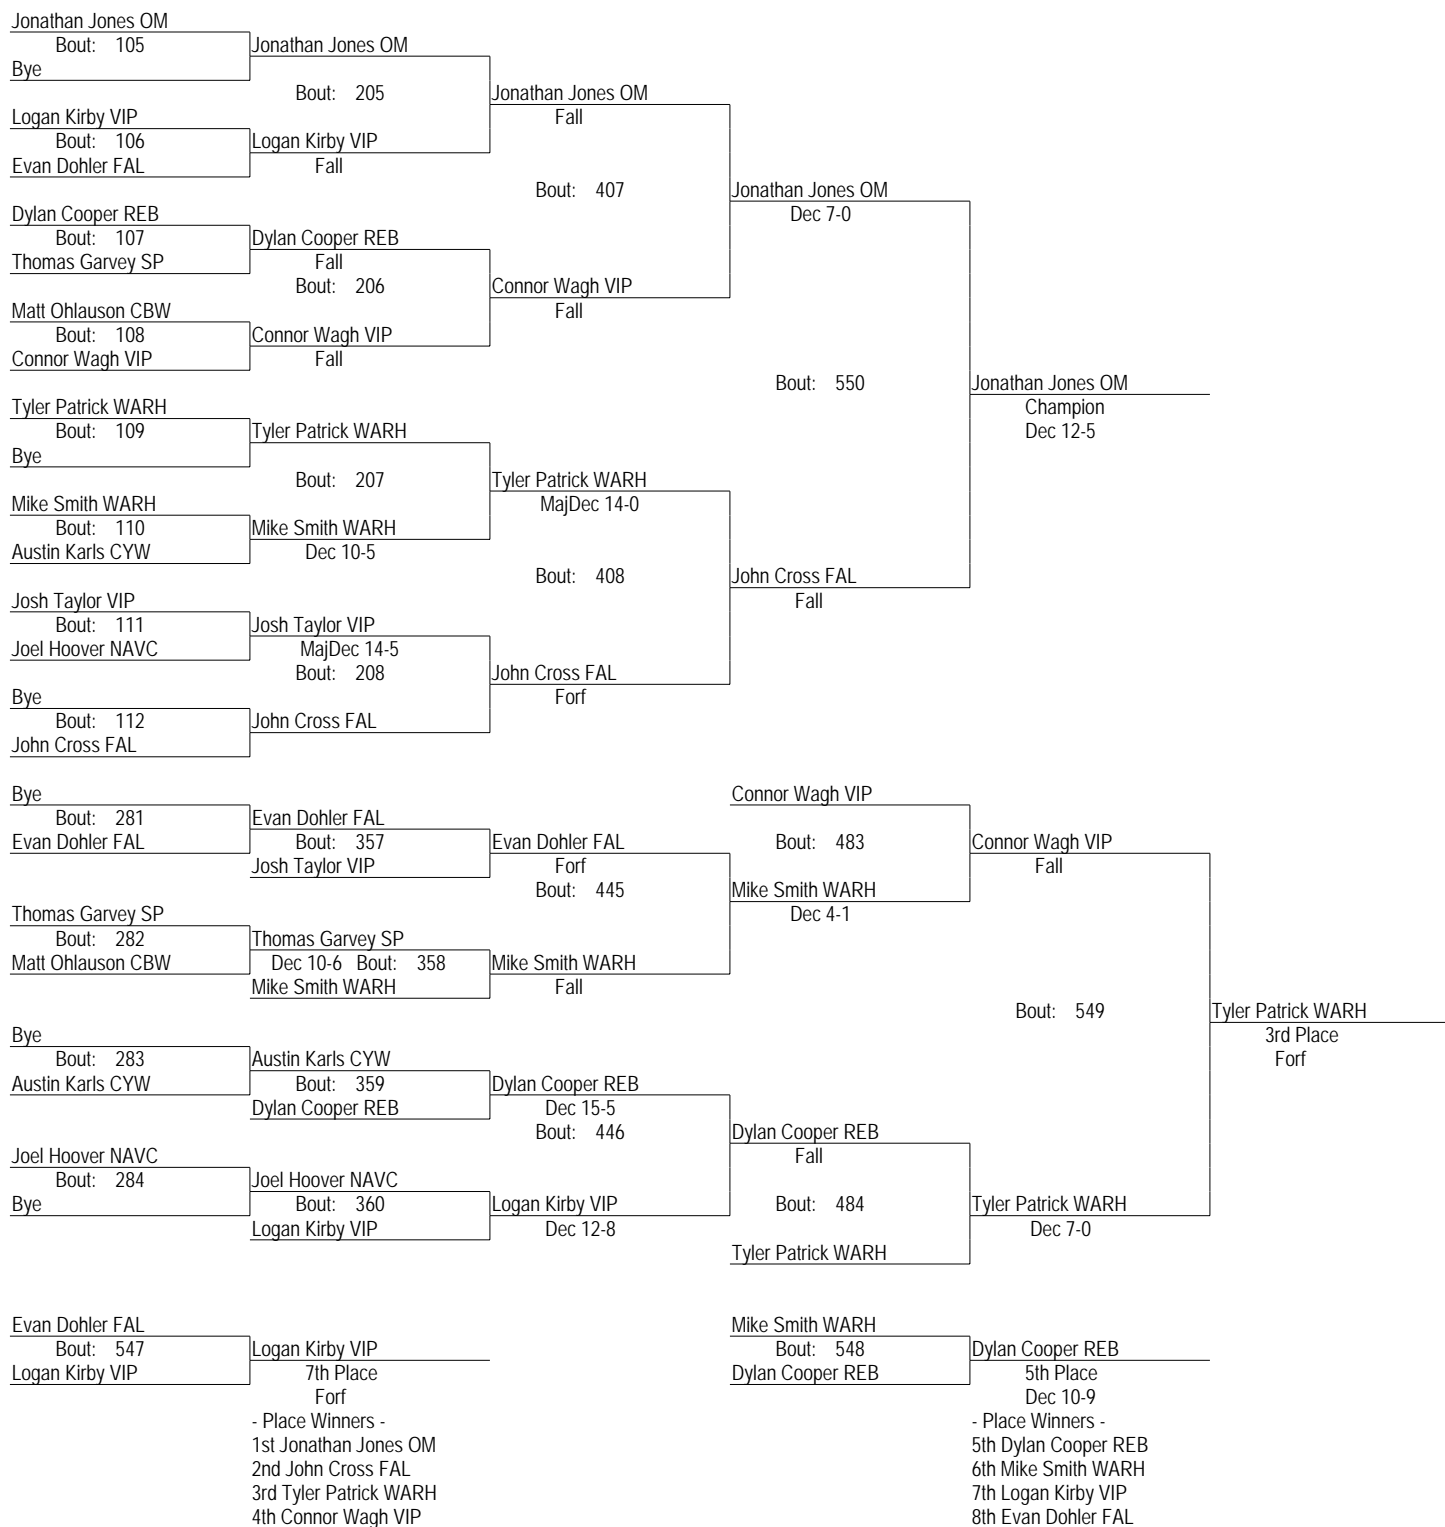 Jonathan Jones OM
Bout: 105
Jonathan Jones OM
Bye
Bout: 205
Jonathan Jones OM
Logan Kirby VIP
Fall
Bout: 106
Logan Kirby VIP
Evan Dohler FAL
Fall
Bout: 407
Jonathan Jones OM
Dylan Cooper REB
Dec 7-0
Bout: 107
Dylan Cooper REB
Thomas Garvey SP
Fall
Bout: 206
Connor Wagh VIP
Matt Ohlauson CBW
Fall
Bout: 108
Connor Wagh VIP
Connor Wagh VIP
Fall
Bout: 550
Jonathan Jones OM
Tyler Patrick WARH
Champion
Bout: 109
Tyler Patrick WARH
Dec 12-5
Bye
Bout: 207
Tyler Patrick WARH
Mike Smith WARH
MajDec 14-0
Bout: 110
Mike Smith WARH
Austin Karls CYW
Dec 10-5
Bout: 408
John Cross FAL
Josh Taylor VIP
Fall
Bout: 111
Josh Taylor VIP
Joel Hoover NAVC
MajDec 14-5
Bout: 208
John Cross FAL
Bye
Forf
Bout: 112
John Cross FAL
John Cross FAL
Bye
Connor Wagh VIP
Bout: 281
Evan Dohler FAL
Evan Dohler FAL
Bout: 357
Evan Dohler FAL
Bout: 483
Connor Wagh VIP
Josh Taylor VIP
Forf
Fall
Bout: 445
Mike Smith WARH
Thomas Garvey SP
Dec 4-1
Bout: 282
Thomas Garvey SP
Matt Ohlauson CBW
Dec 10-6 Bout: 358
Mike Smith WARH
Mike Smith WARH
Fall
Bout: 549
Tyler Patrick WARH
Bye
3rd Place
Bout: 283
Austin Karls CYW
Forf
Austin Karls CYW
Bout: 359
Dylan Cooper REB
Dylan Cooper REB
Dec 15-5
Bout: 446
Dylan Cooper REB
Joel Hoover NAVC
Fall
Bout: 284
Joel Hoover NAVC
Bye
Bout: 360
Logan Kirby VIP
Bout: 484
Tyler Patrick WARH
Logan Kirby VIP
Dec 12-8
Dec 7-0
Tyler Patrick WARH
Evan Dohler FAL
Mike Smith WARH
Bout: 547
Logan Kirby VIP
Bout: 548
Dylan Cooper REB
Logan Kirby VIP
7th Place
Dylan Cooper REB
5th Place
Forf
Dec 10-9
- Place Winners -
- Place Winners -
1st Jonathan Jones OM
5th Dylan Cooper REB
2nd John Cross FAL
6th Mike Smith WARH
3rd Tyler Patrick WARH
7th Logan Kirby VIP
4th Connor Wagh VIP
8th Evan Dohler FAL